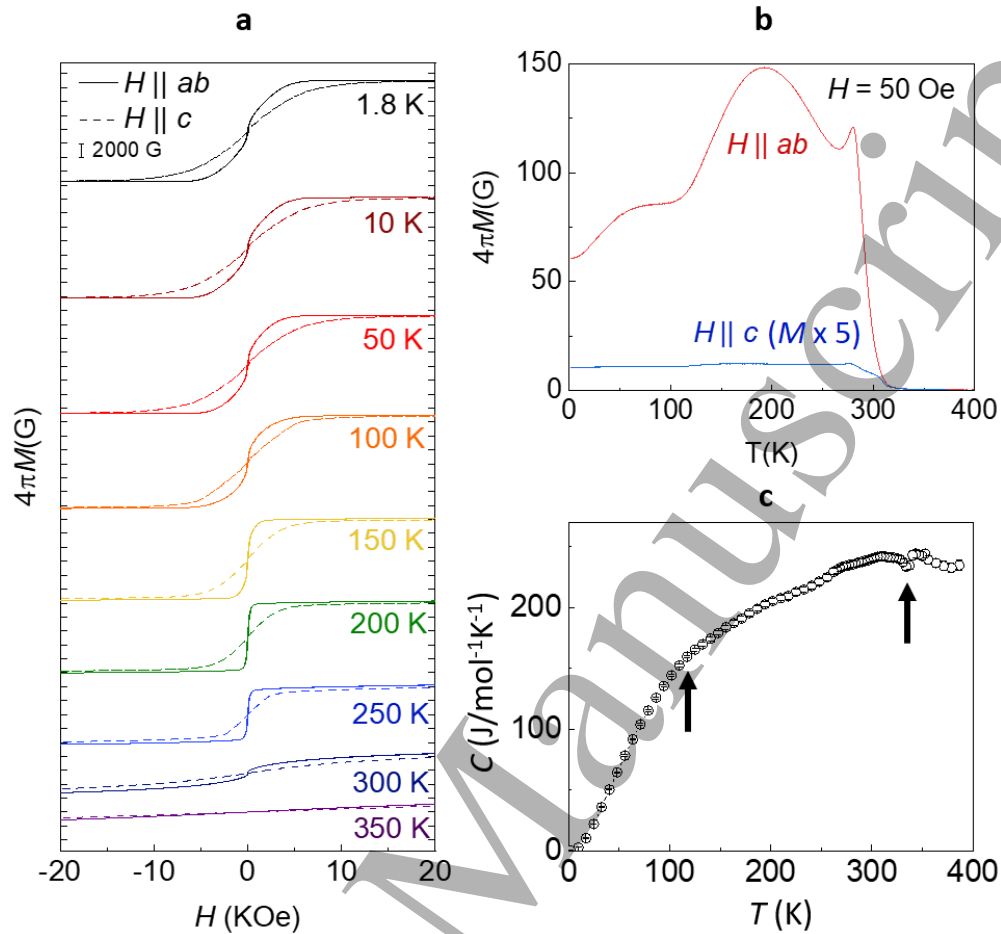 a
H || ab
H || c
2000 G
1.8 K
10 K
50 K
100 K
150 K
200 K
250 K
300 K
350 K
4πM(G)
-20 -10 0 10 20
H (KOe)
b
150
100
50
0
H = 50 Oe
H || ab
H || c (M x 5)
4πM(G)
0 100 200 300 400
T(K)
c
200
100
0
C (J/mol⁻¹K⁻¹)
0 100 200 300 400
T (K)
Manuscrip